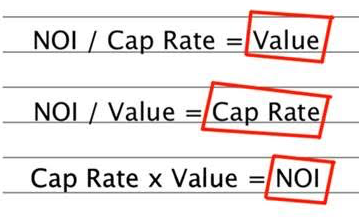 NOI / Cap Rate = Value
NOI / Value = Cap Rate
Cap Rate x Value = NOI